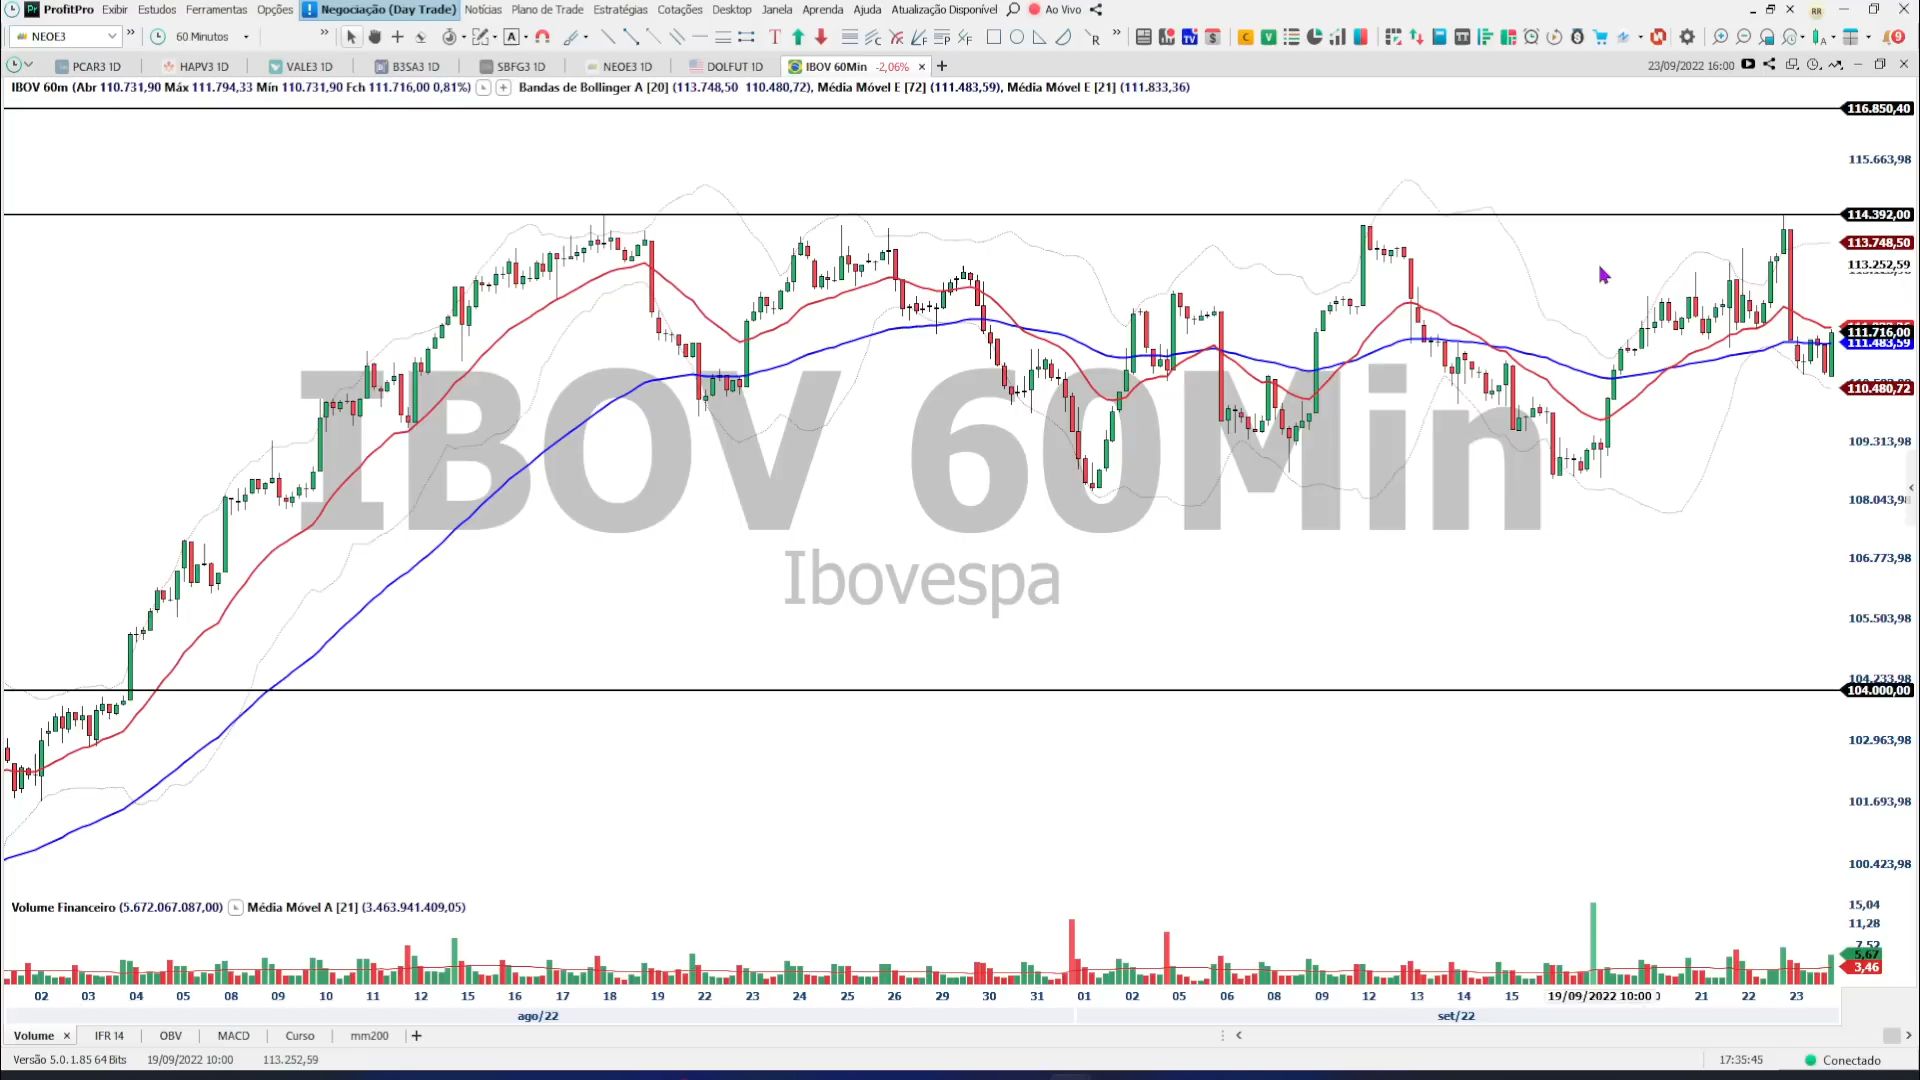 ProfitPro Exibir Estudos Ferramentas Opções Negociação (Day Trade) Notícias Plano de Trade Estratégias Cotações Desktop Janela Aprenda Ajuda Atualização Disponível Ao Vivo RR
NEOE3 60 Minutos
PCAR3 1D HAPV3 1D VALE3 1D B3SA3 1D SBFG3 1D NEOE3 1D DOLFUT 1D IBOV 60Min -2,06% 23/09/2022 16:00
IBOV 60m (Abr 110.731,90 Máx 111.794,33 Mín 110.731,90 Fch 111.716,00 0,81%) Bandas de Bollinger A [20] (113.748,50 110.480,72), Média Móvel E [72] (111.483,59), Média Móvel E [21] (111.833,36)
116.850,40
115.663,98
114.392,00
113.748,50
113.252,59
111.716,00
111.483,59
110.480,72
109.313,98
108.043,98
106.773,98
105.503,98
104.233,98
104.000,00
102.963,98
101.693,98
100.423,98
IBOV 60Min
Ibovespa
Volume Financeiro (5.672.067.087,00) Média Móvel A [21] (3.463.941.409,05)
15,04
11,28
7,52
5,67
3,46
02 03 04 05 08 09 10 11 12 15 16 17 18 19 22 23 24 25 26 29 30 31 01 02 05 06 08 09 12 13 14 15 19/09/2022 10:00 21 22 23
ago/22 set/22
Volume IFR 14 OBV MACD Curso mm200
Versão 5.0.1.85 64 Bits 19/09/2022 10:00 113.252,59 17:35:45 Conectado